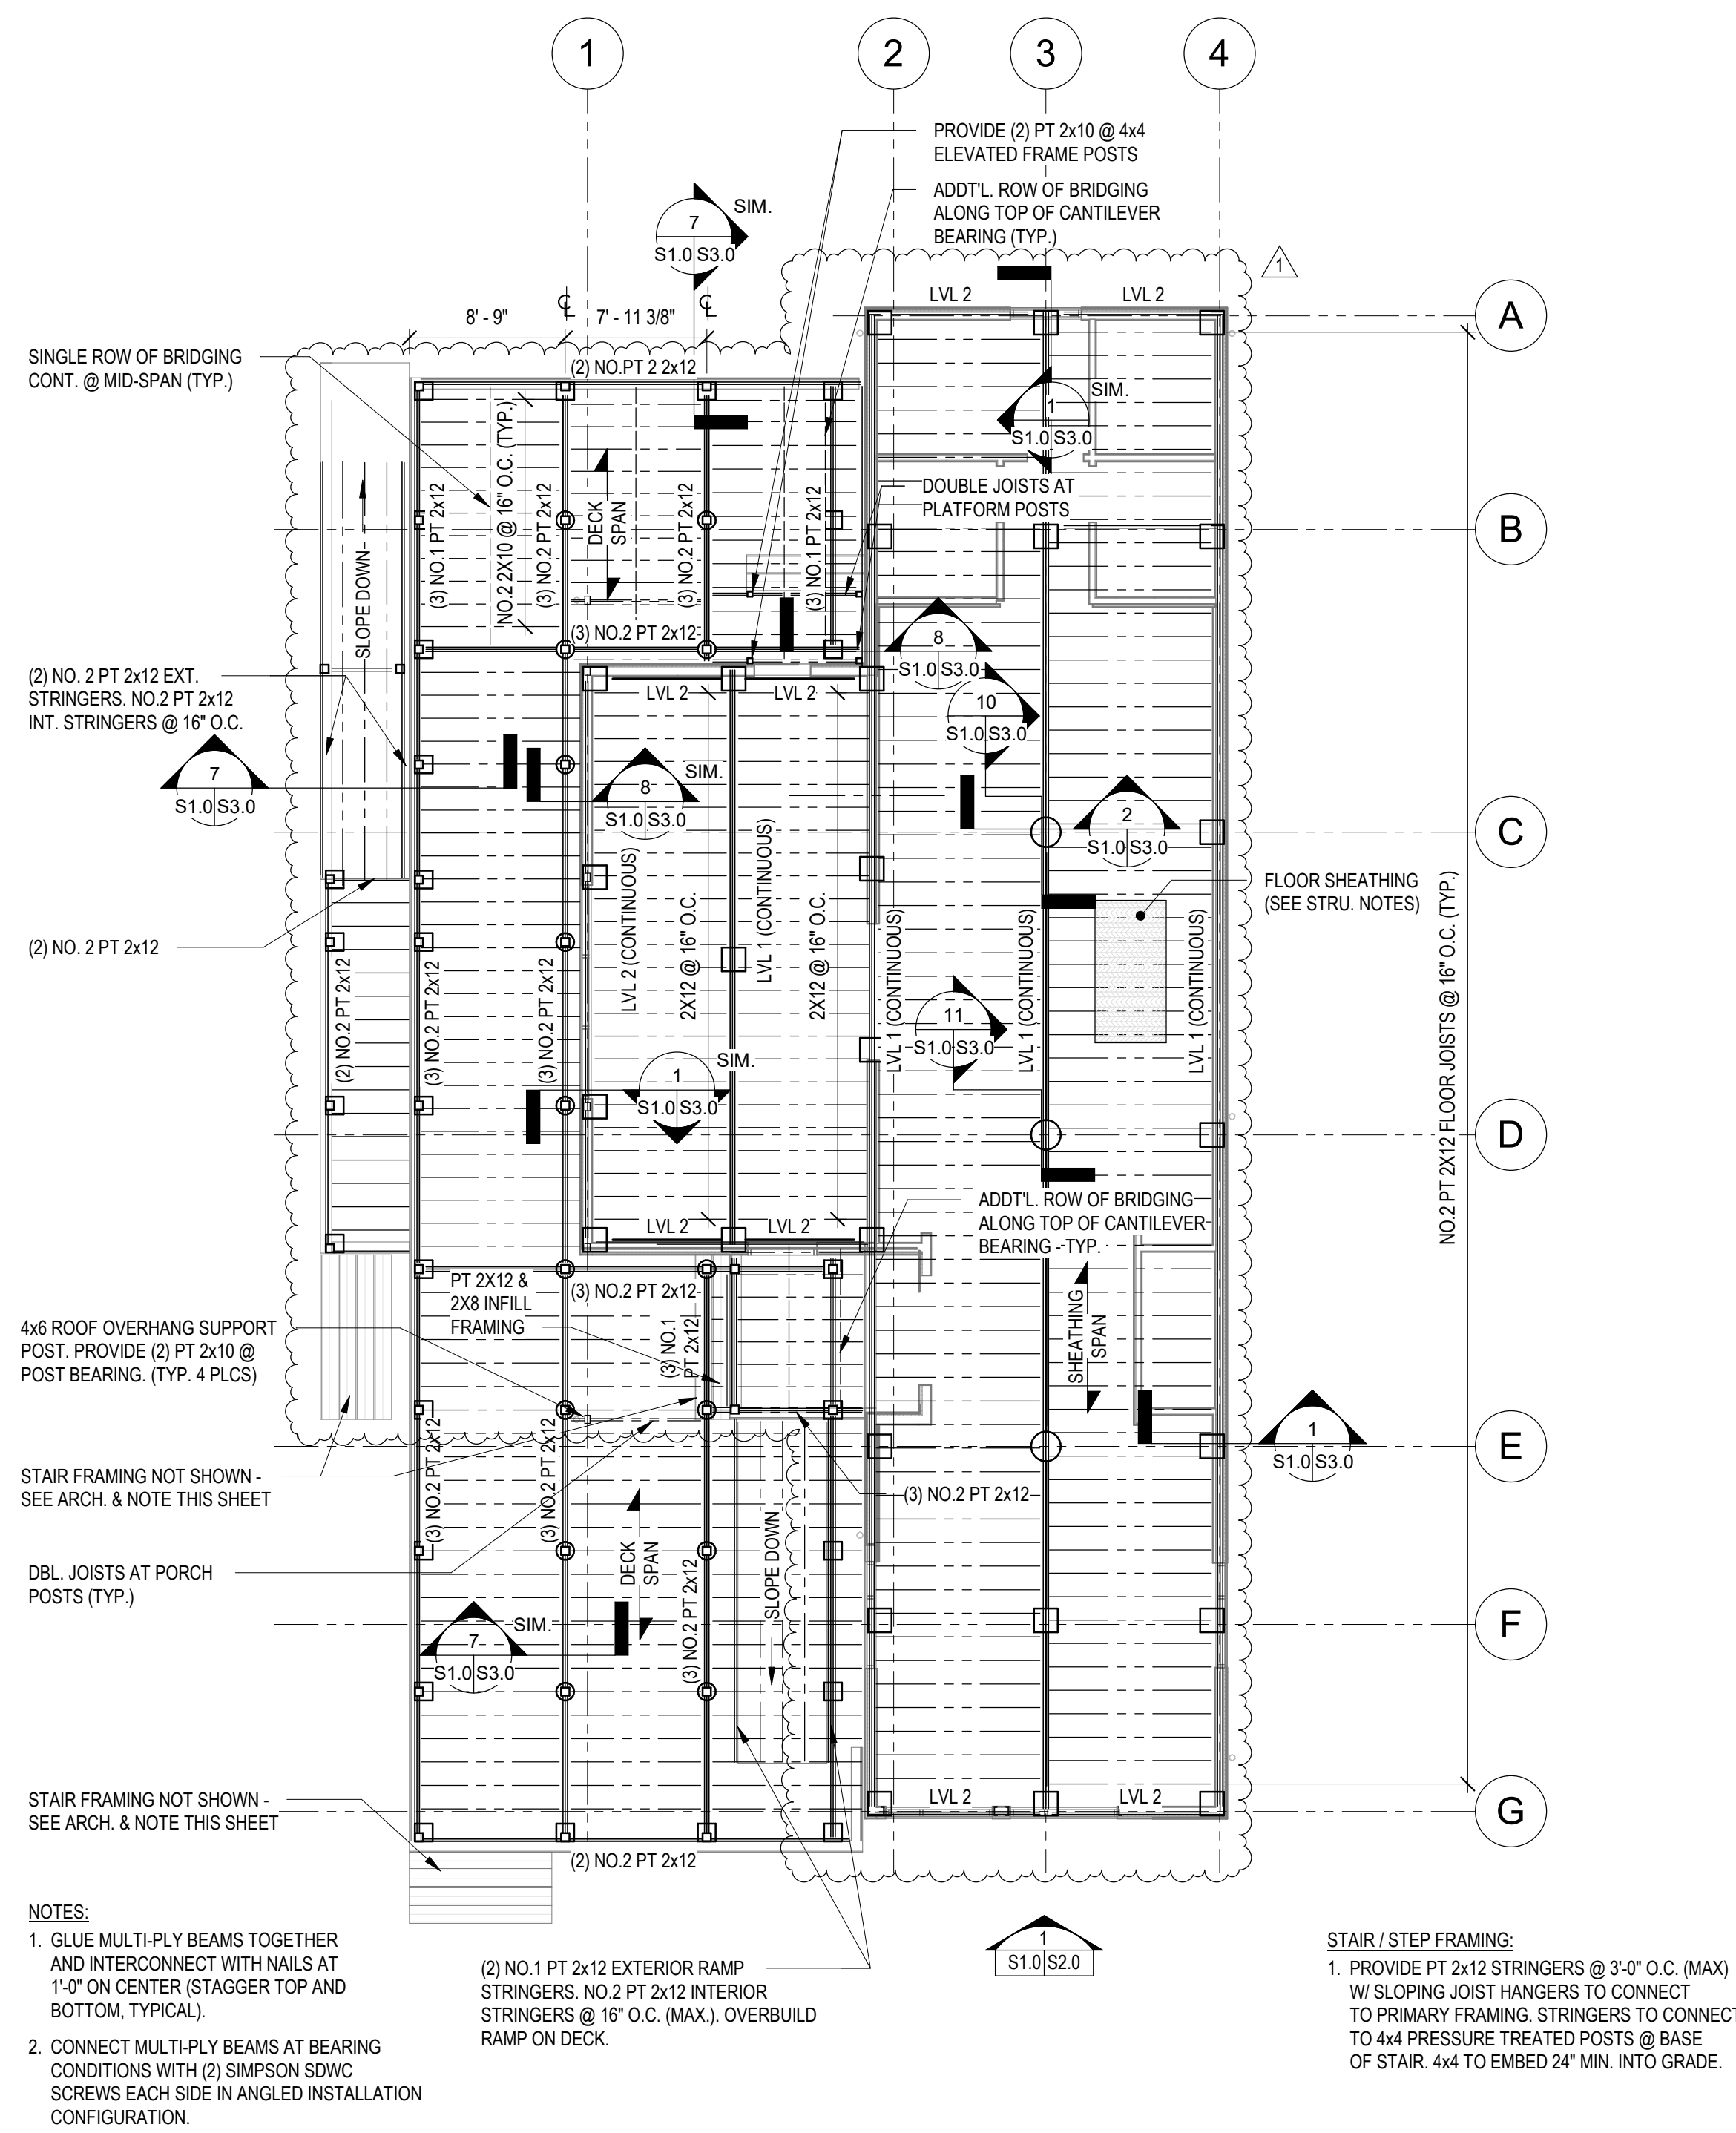 1
2
3
4
PROVIDE (2) PT 2x10 @ 4x4
ELEVATED FRAME POSTS
ADDT'L. ROW OF BRIDGING
ALONG TOP OF CANTILEVER
BEARING (TYP.)
7
S1.0 S3.0
SIM.
1
LVL 2
LVL 2
A
8' - 9"
7' - 11 3/8"
SINGLE ROW OF BRIDGING
CONT. @ MID-SPAN (TYP.)
(2) NO.PT 2 2x12
1
S1.0 S3.0
SIM.
(3) NO.1 PT 2x12
NO.2 2X10 @ 16" O.C. (TYP.)
(3) NO.2 PT 2x12
DECK
SPAN
(3) NO.2 PT 2x12
(3) NO.1 PT 2x12
DOUBLE JOISTS AT
PLATFORM POSTS
B
SLOPE DOWN
(3) NO.2 PT 2x12
8
S1.0 S3.0
(2) NO. 2 PT 2x12 EXT.
STRINGERS. NO.2 PT 2x12
INT. STRINGERS @ 16" O.C.
LVL 2
LVL 2
10
S1.0 S3.0
7
S1.0 S3.0
8
S1.0 S3.0
SIM.
2
S1.0 S3.0
C
FLOOR SHEATHING
(SEE STRU. NOTES)
(2) NO. 2 PT 2x12
(2) NO.2 PT 2x12
(3) NO.2 PT 2x12
(3) NO.2 PT 2x12
LVL 2 (CONTINUOUS)
2X12 @ 16" O.C.
LVL 1 (CONTINUOUS)
2X12 @ 16" O.C.
LVL 1 (CONTINUOUS)
LVL 1 (CONTINUOUS)
LVL 1 (CONTINUOUS)
NO.2 PT 2X12 FLOOR JOISTS @ 16" O.C. (TYP.)
11
S1.0 S3.0
1
S1.0 S3.0
SIM.
D
LVL 2
LVL 2
ADDT'L. ROW OF BRIDGING
ALONG TOP OF CANTILEVER
BEARING - TYP.
PT 2X12 &
2X8 INFILL
FRAMING
(3) NO.2 PT 2x12
(3) NO.1
PT 2x12
SHEATHING
SPAN
4x6 ROOF OVERHANG SUPPORT
POST. PROVIDE (2) PT 2x10 @
POST BEARING. (TYP. 4 PLCS)
1
S1.0 S3.0
E
STAIR FRAMING NOT SHOWN -
SEE ARCH. & NOTE THIS SHEET
(3) NO.2 PT 2x12
(3) NO.2 PT 2x12
(3) NO.2 PT 2x12
DECK
SPAN
(3) NO.2 PT 2x12
SLOPE DOWN
DBL. JOISTS AT PORCH
POSTS (TYP.)
7
S1.0 S3.0
SIM.
F
STAIR FRAMING NOT SHOWN -
SEE ARCH. & NOTE THIS SHEET
LVL 2
LVL 2
G
(2) NO.2 PT 2x12
NOTES:
1. GLUE MULTI-PLY BEAMS TOGETHER
AND INTERCONNECT WITH NAILS AT
1'-0" ON CENTER (STAGGER TOP AND
BOTTOM, TYPICAL).
2. CONNECT MULTI-PLY BEAMS AT BEARING
CONDITIONS WITH (2) SIMPSON SDWC
SCREWS EACH SIDE IN ANGLED INSTALLATION
CONFIGURATION.
(2) NO.1 PT 2x12 EXTERIOR RAMP
STRINGERS. NO.2 PT 2x12 INTERIOR
STRINGERS @ 16" O.C. (MAX.). OVERBUILD
RAMP ON DECK.
1
S1.0 S2.0
STAIR / STEP FRAMING:
1. PROVIDE PT 2x12 STRINGERS @ 3'-0" O.C. (MAX)
W/ SLOPING JOIST HANGERS TO CONNECT
TO PRIMARY FRAMING. STRINGERS TO CONNECT
TO 4x4 PRESSURE TREATED POSTS @ BASE
OF STAIR. 4x4 TO EMBED 24" MIN. INTO GRADE.